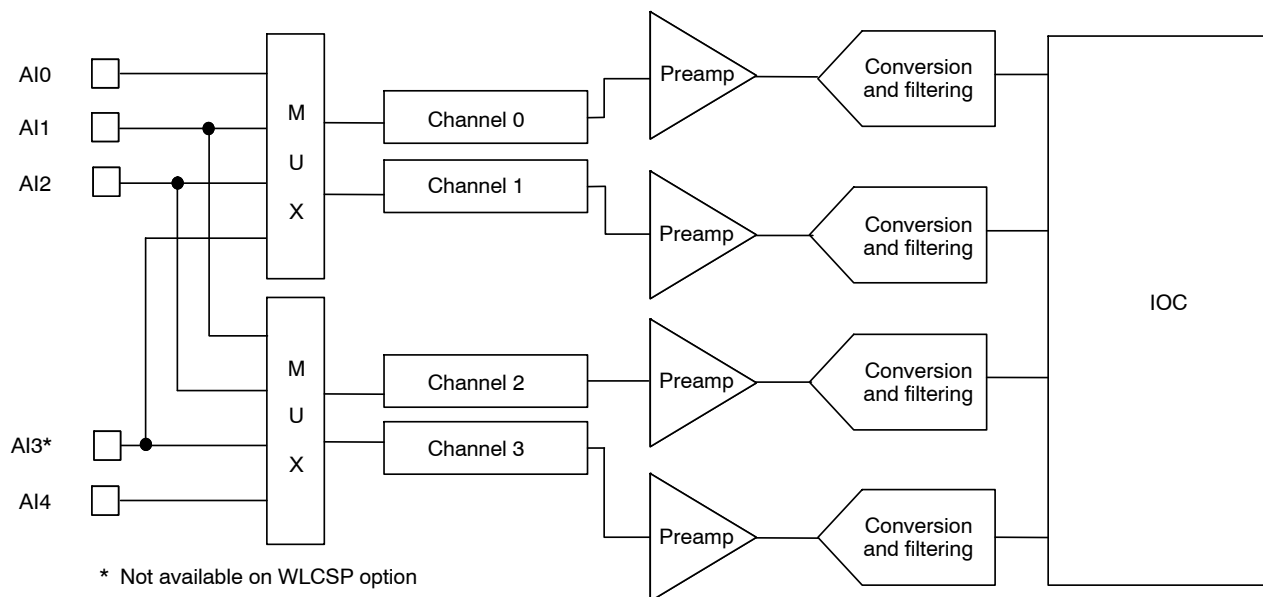 AI0
AI1
AI2
AI3*
AI4
M
U
X
M
U
X
Channel 0
Channel 1
Channel 2
Channel 3
Preamp
Preamp
Preamp
Preamp
Conversion
and filtering
Conversion
and filtering
Conversion
and filtering
Conversion
and filtering
IOC
* Not available on WLCSP option